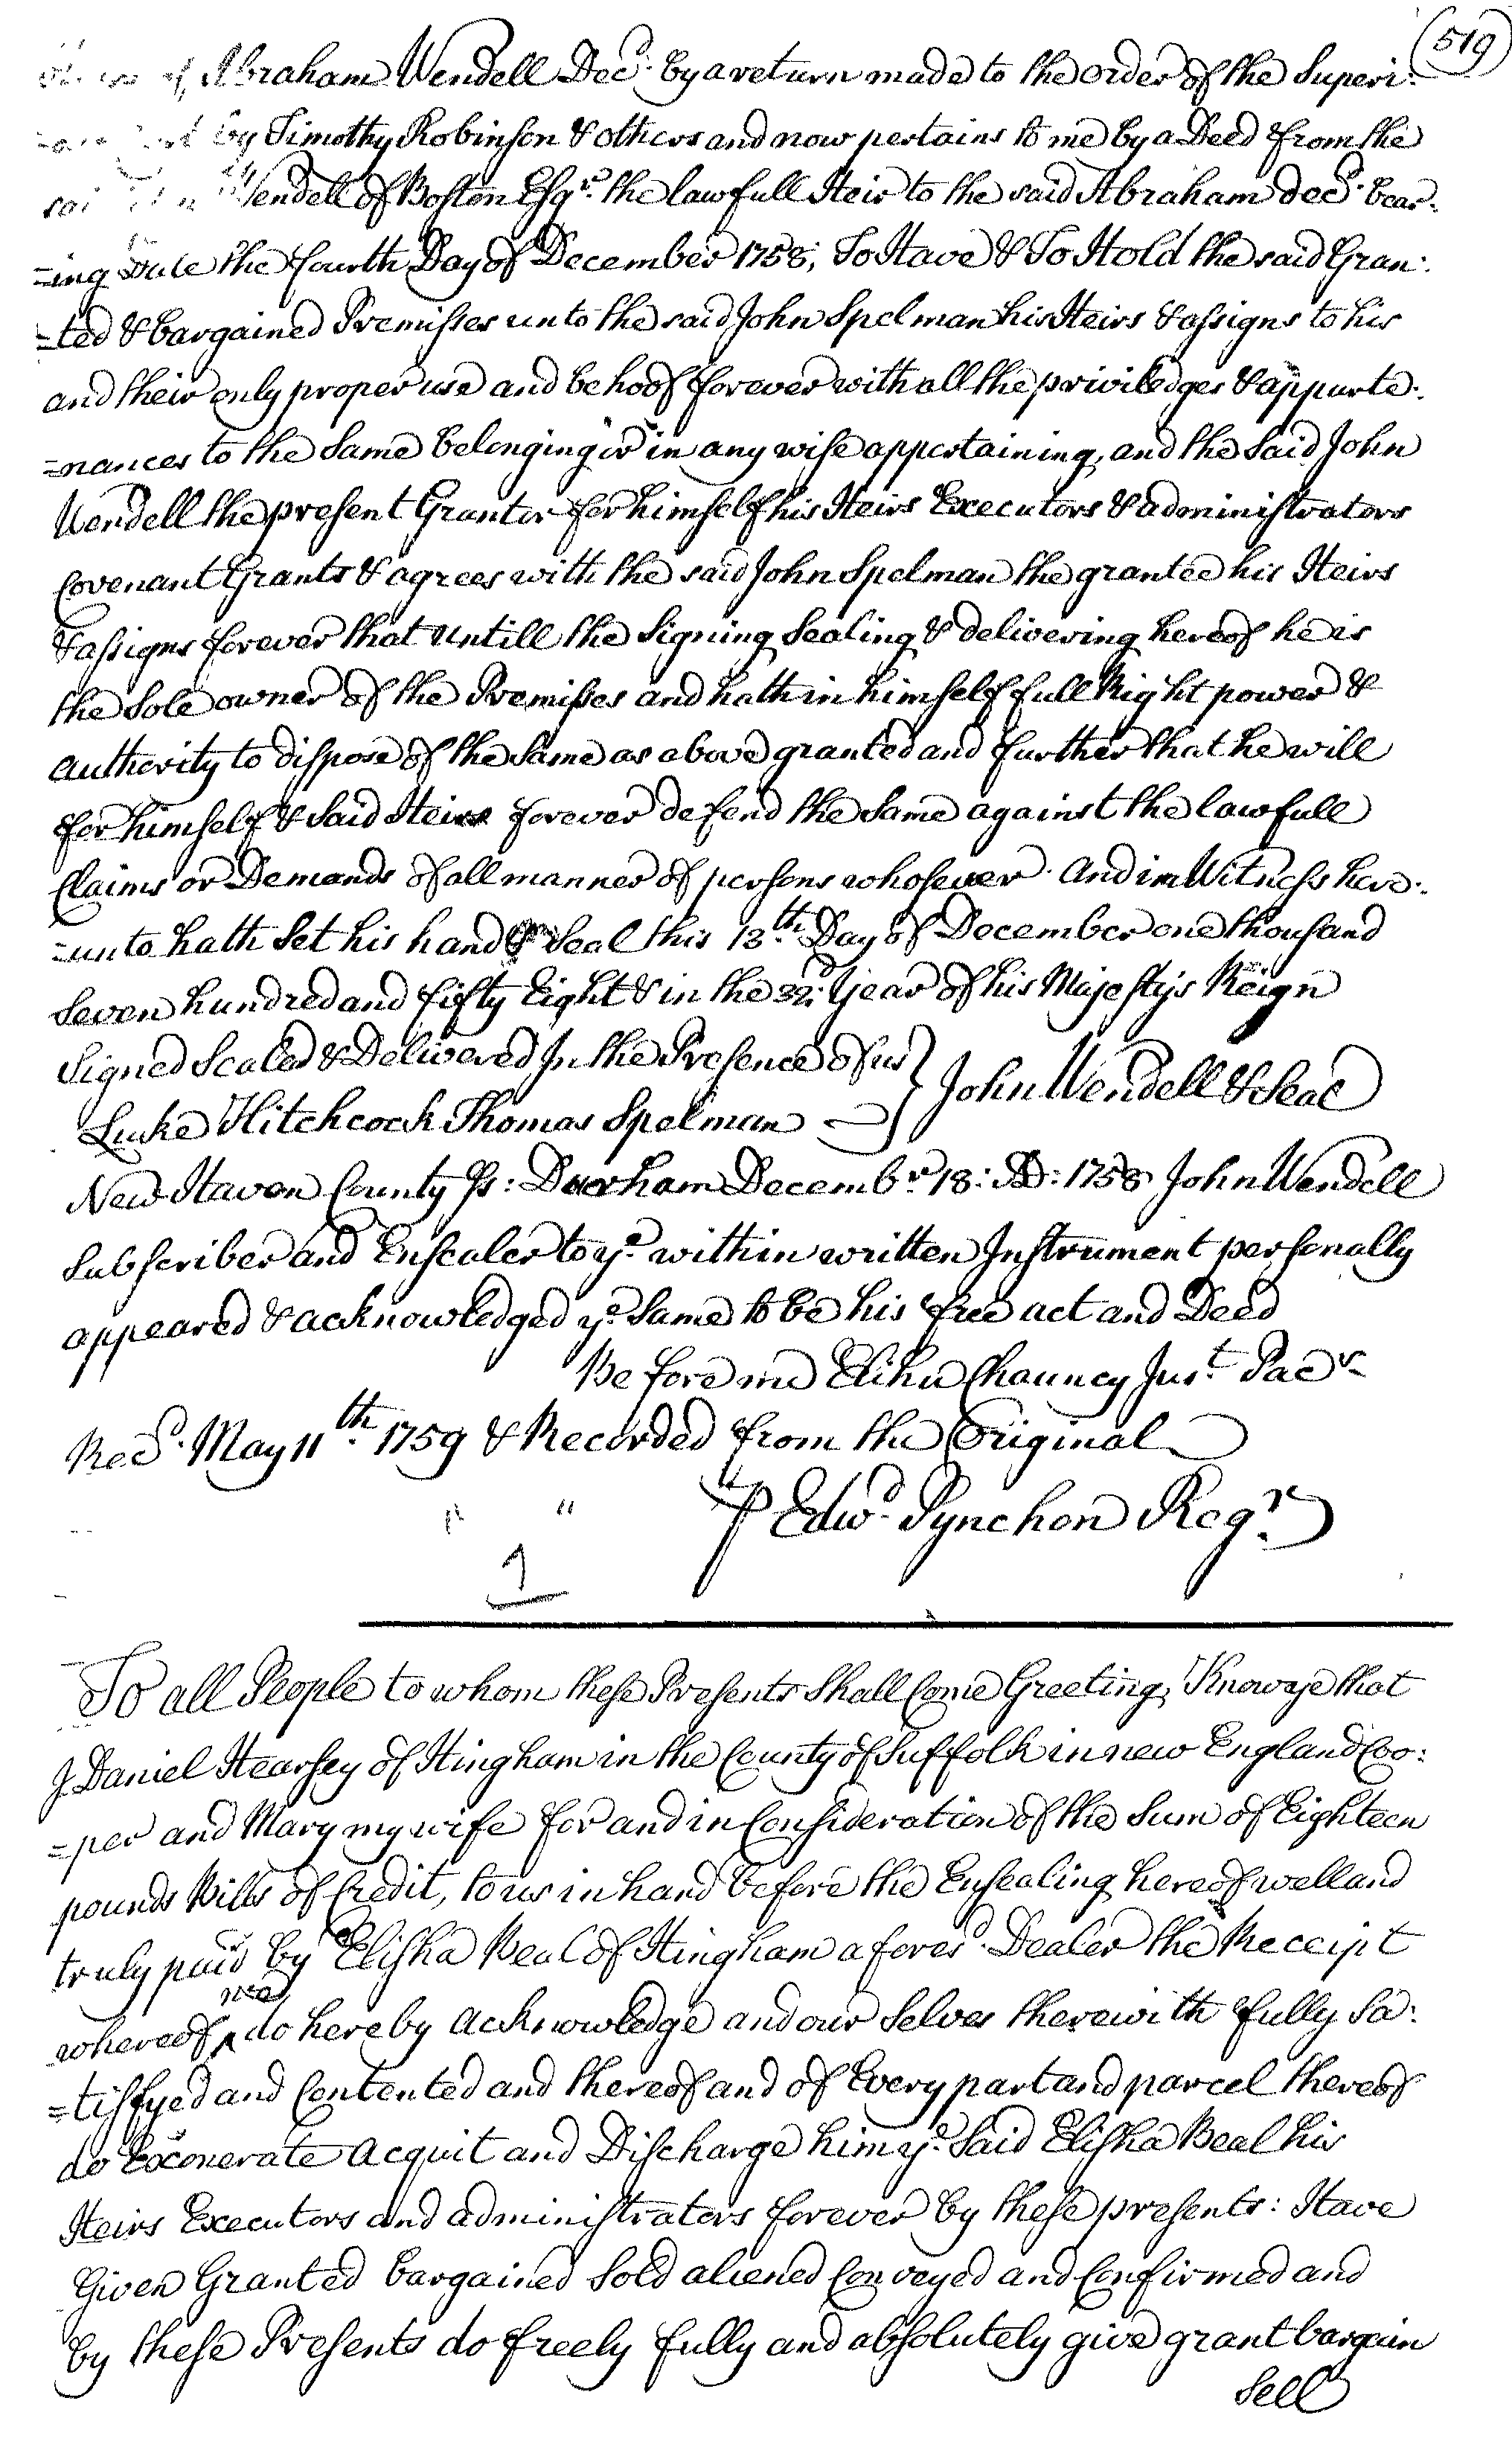 (519)
of Abraham Wendell Decd. by a return made to the Order of the Superi:
by Timothy Robinson & others and now pertains to me by a Deed from the
Wendell of Boston Esqr. the lawfull Heir to the said Abraham decd. bear:
=ing Date the fourth Day of December 1758; To Have & To Hold the said Gran:
=ted & bargained Premisses unto the said John Spelman his Heirs & assigns to his
and their only proper use and behoof forever with all the priviledges & appurte:
=nances to the Same belonging or in any wise appertaining, and the Said John
Wendell the present Grantor for himself his Heirs Executors & administrators
Covenant Grants & agrees with the said John Spelman the grantee his Heirs
& assigns forever that untill the Signing Sealing & delivering hereof he is
the Sole owner of the Premisses and hath in himself full Right power &
authority to dispose of the Same as above granted and further that he will
for himself & Said Heirs forever defend the Same against the lawfull
Claims or Demands of all manner of persons whosever. And in Witness here:
=unto hath Set his hand & Seal this 18th. Day of December one thousand
Seven hundred and fifty Eight & in the 32d. Year of his Majestys Reign
Signed Sealed & Delivered In the Presence of us } John Wendell & Seal
Luke Hitchcock Thomas Spelman
New Haven County Ss: Durham Decembr. 18: AD: 1758 John Wendell
Subscriber and Ensealer to ye. within written Instrument personally
appeared & acknowledged ye. Same to be his free act and Deed
Before me Elihu Chauncy Just. Pacs
Recd. May 11th. 1759 & Recorded from the Original
" "
⅌ Edwd. Pynchon Regr.
1
To all People to whom these Presents Shall Come Greeting, Know ye that
I Daniel Hearsey of Hingham in the County of Suffolk in new England Coo:
=per and Mary my wife for and in Consideration of the Sum of Eighteen
pounds Bills of Credit, to us in hand before the Ensealing hereof well and
truly paid by Elisha Beal of Hingham aforesd. Dealer the Receipt
whereof ^we do hereby acknowledge and our Selves therewith fully Sa:
=tisfyed and Contented and thereof and of Every part and parcel thereof
do Exonerate acquit and Discharge him ye. Said Elisha Beal his
Heirs Executors and administrators forever by these presents: Have
Given Granted bargained Sold aliened Conveyed and Confirmed and
by these Presents do freely fully and absolutely give grant bargain
Sell